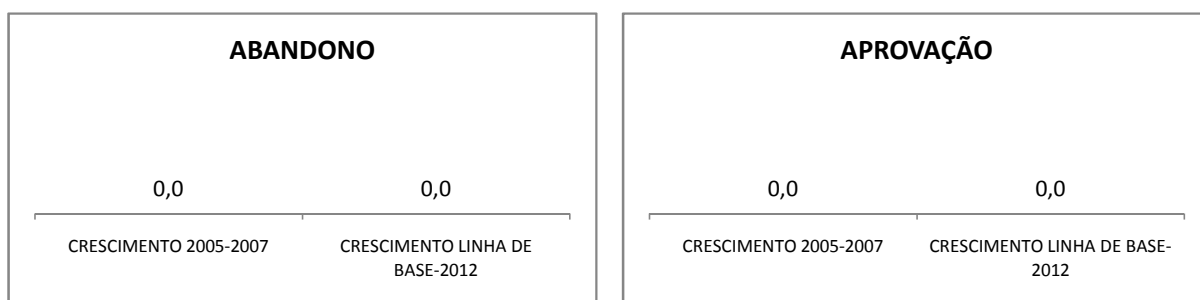 ABANDONO
0,0
0,0
CRESCIMENTO 2005-2007
CRESCIMENTO LINHA DE
BASE-2012
APROVAÇÃO
0,0
0,0
CRESCIMENTO 2005-2007
CRESCIMENTO LINHA DE BASE-
2012